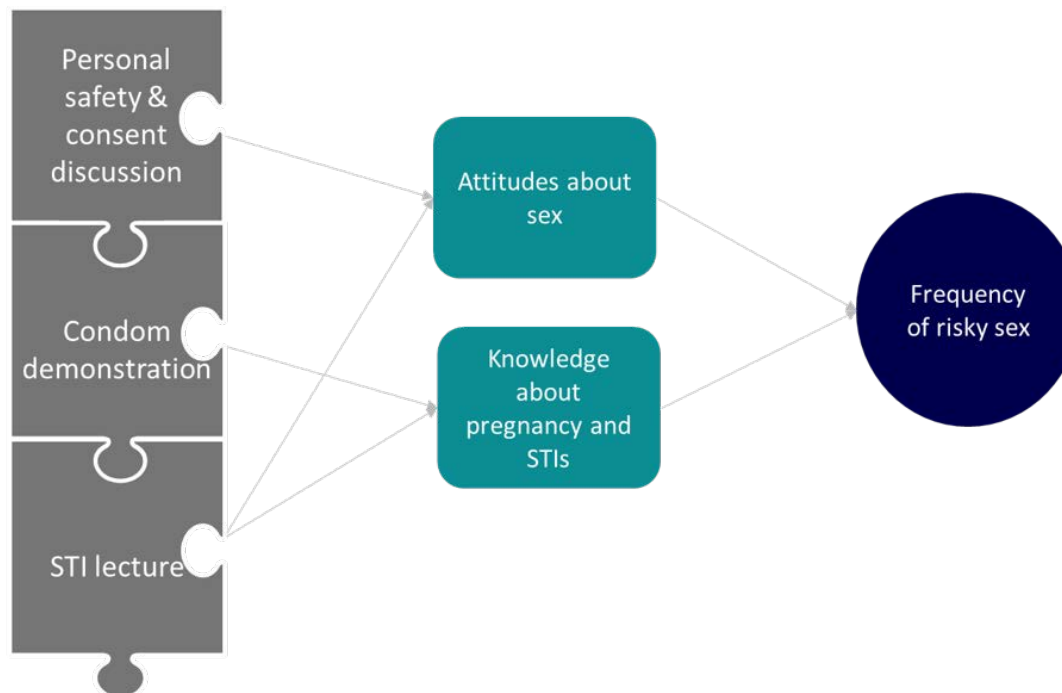 Personal
safety &
consent
discussion
Attitudes about
sex
Condom
demonstration
Knowledge
about
pregnancy and
STIs
Frequency
of risky sex
STI lecture